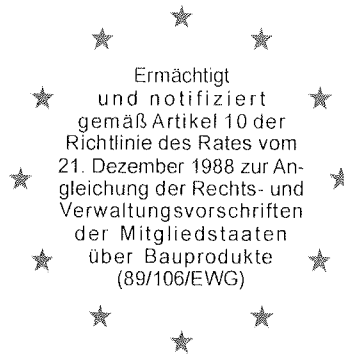 Ermächtigt
und notifiziert
gemäß Artikel 10 der
Richtlinie des Rates vom
21. Dezember 1988 zur An-
gleichung der Rechts- und
Verwaltungsvorschriften
der Mitgliedstaaten
über Bauprodukte
(89/106/EWG)